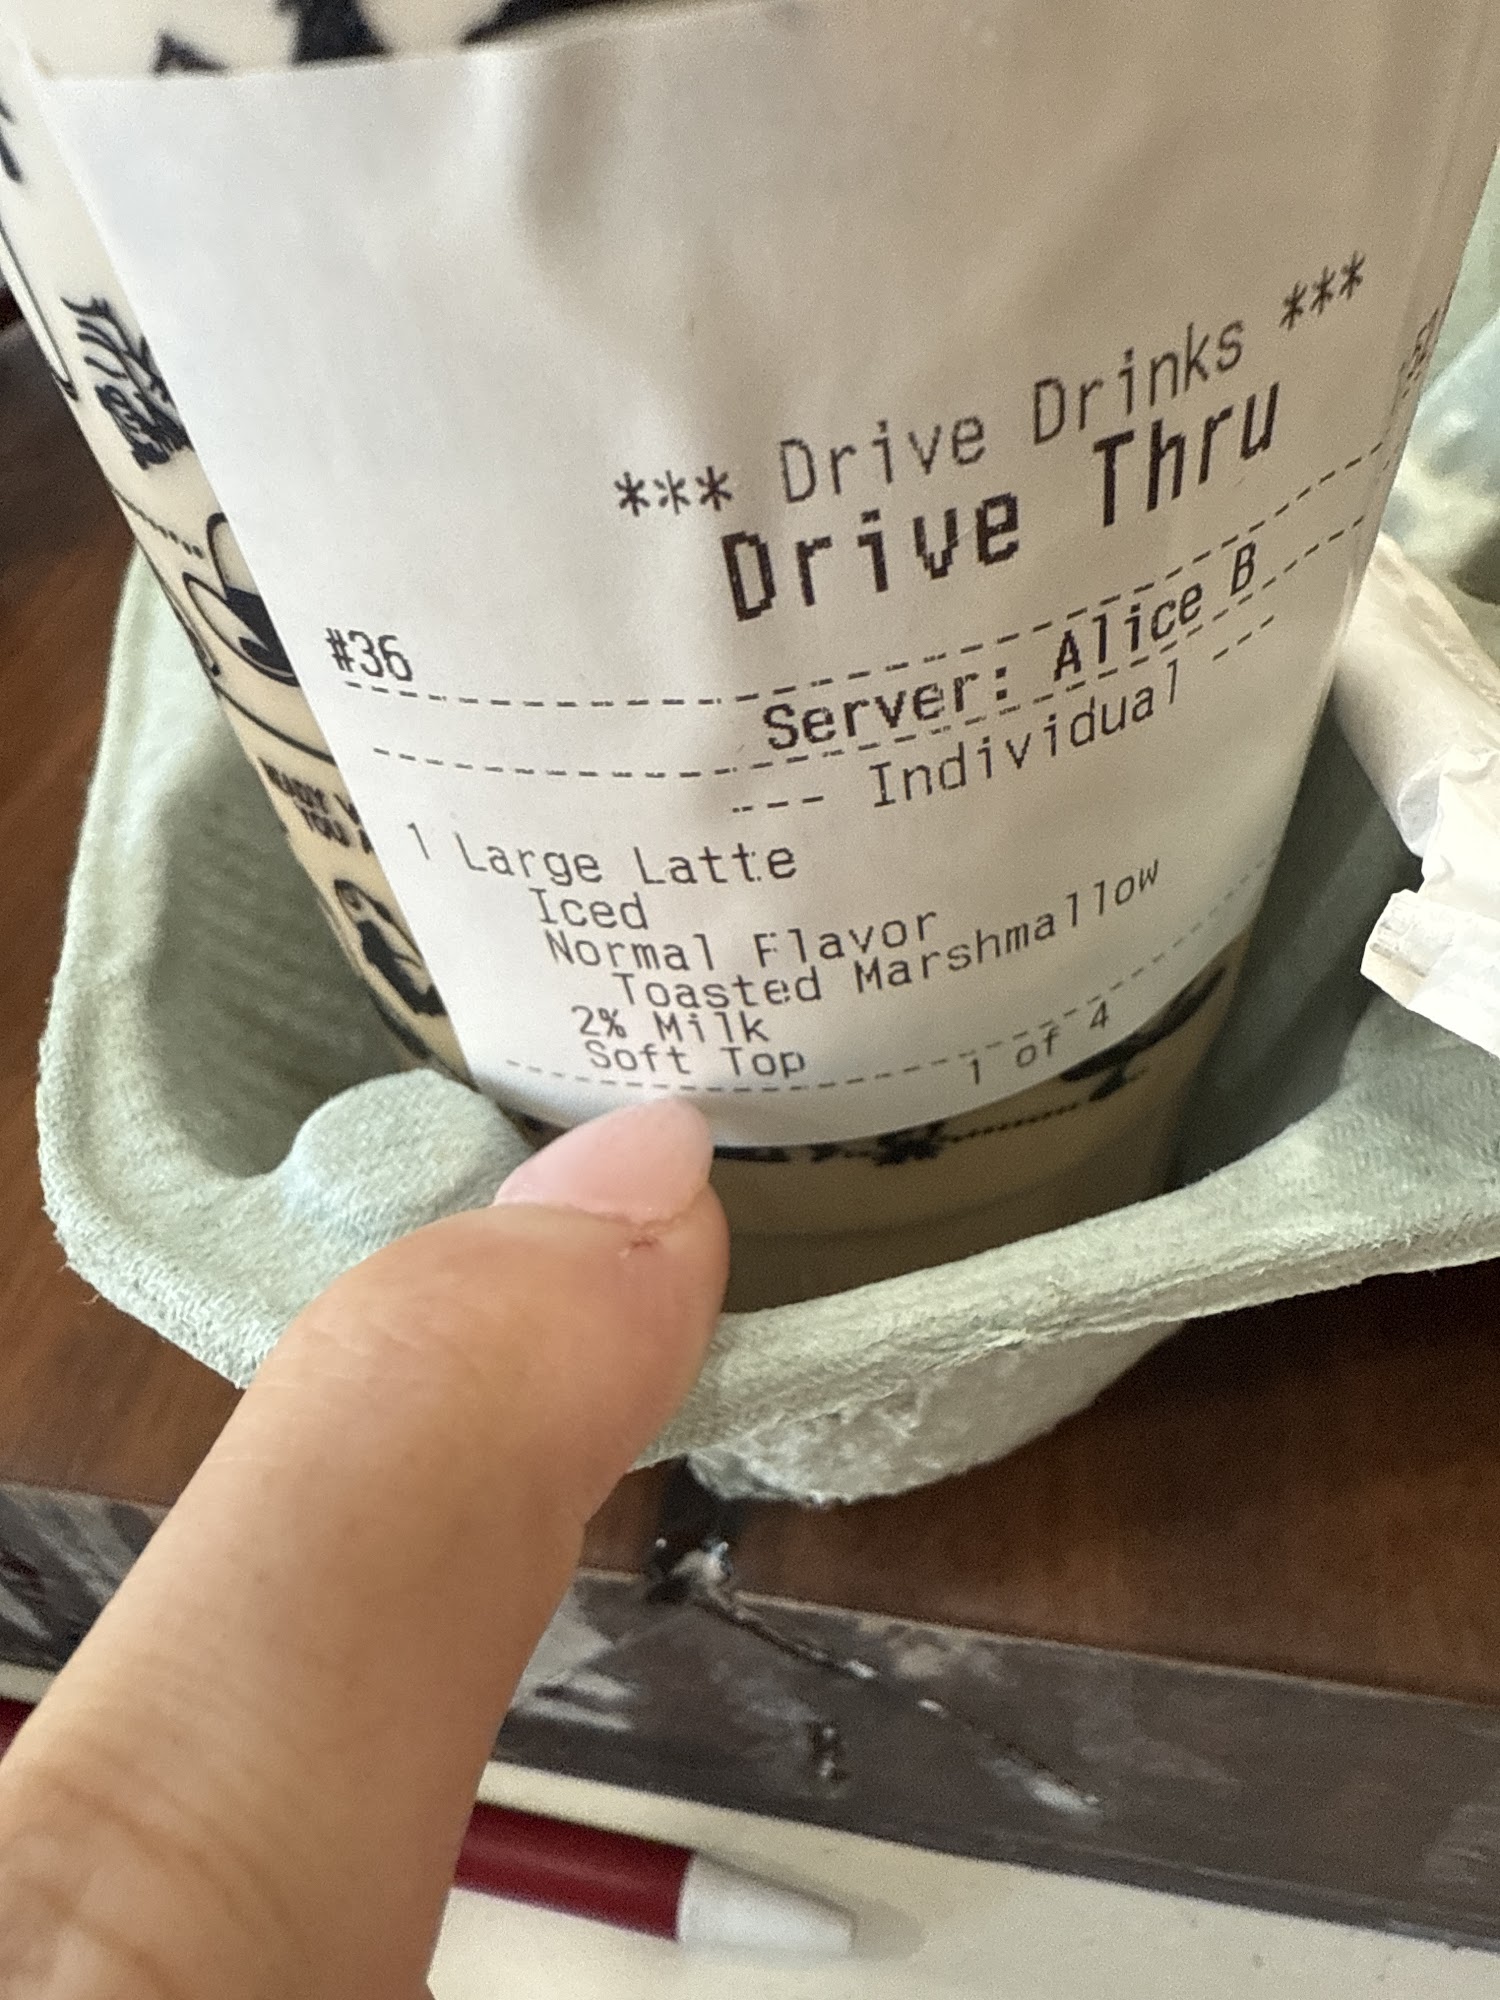 *** Drive Drinks ***
Drive Thru
#36
Server: Alice B
--- Individual ---
1 Large Latte
Iced
Normal Flavor
Toasted Marshmallow
2% Milk
Soft Top
1 of 4